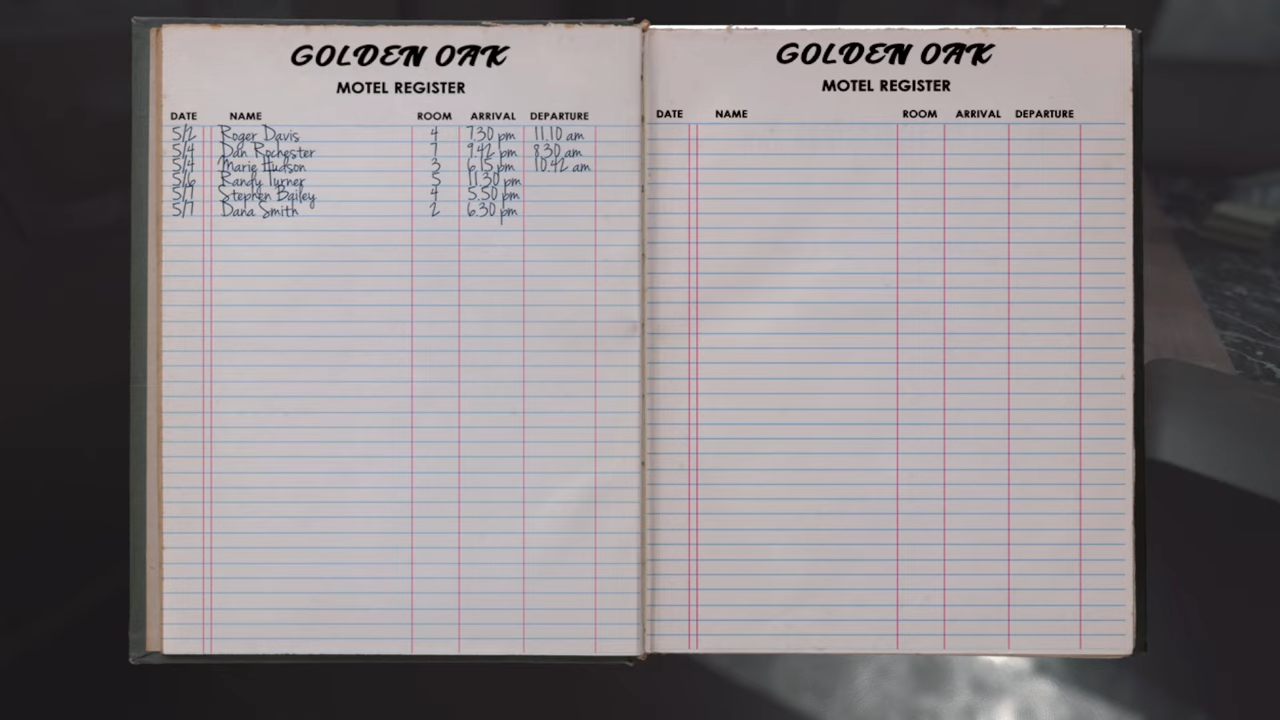 GOLDEN OAK
MOTEL REGISTER
DATE NAME ROOM ARRIVAL DEPARTURE
5/2 Roger Davis 4 7.30 pm 11.10 am
5/4 Dan Rochester 7 9.42 pm 8.30 am
5/4 Marie Hudson 3 6.15 pm 10.42 am
5/6 Randy Turner 5 11.30 pm
5/7 Stephen Bailey 4 5.50 pm
5/7 Dana Smith 2 6.30 pm
GOLDEN OAK
MOTEL REGISTER
DATE NAME ROOM ARRIVAL DEPARTURE